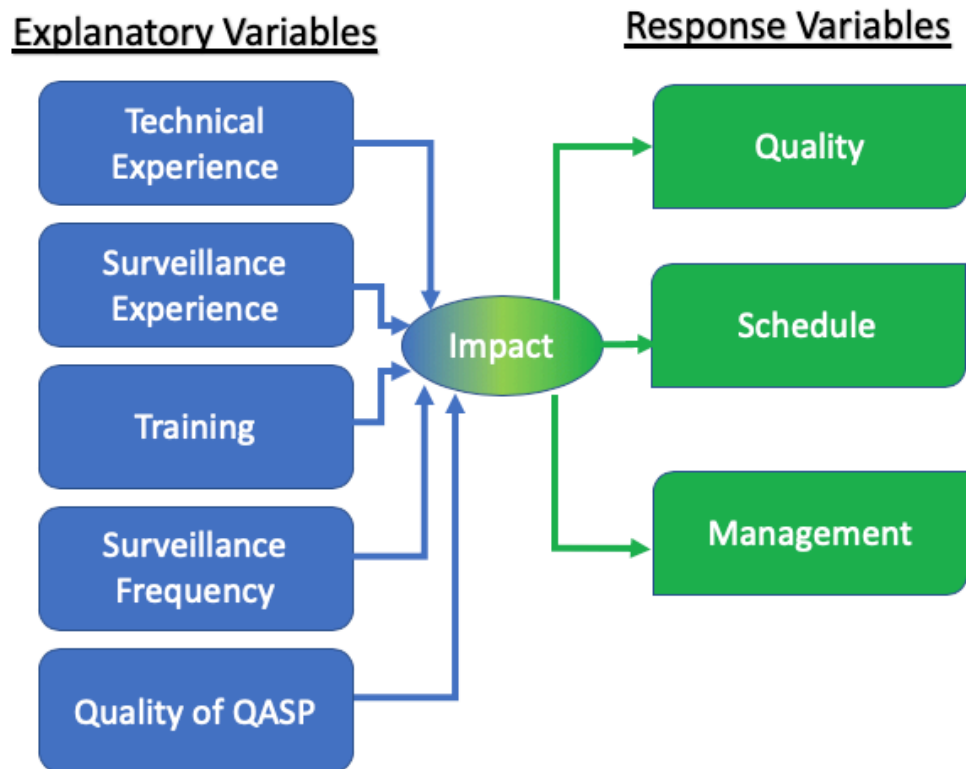 Explanatory Variables
Technical
Experience
Surveillance
Experience
Training
Surveillance
Frequency
Quality of QASP
Impact
Response Variables
Quality
Schedule
Management